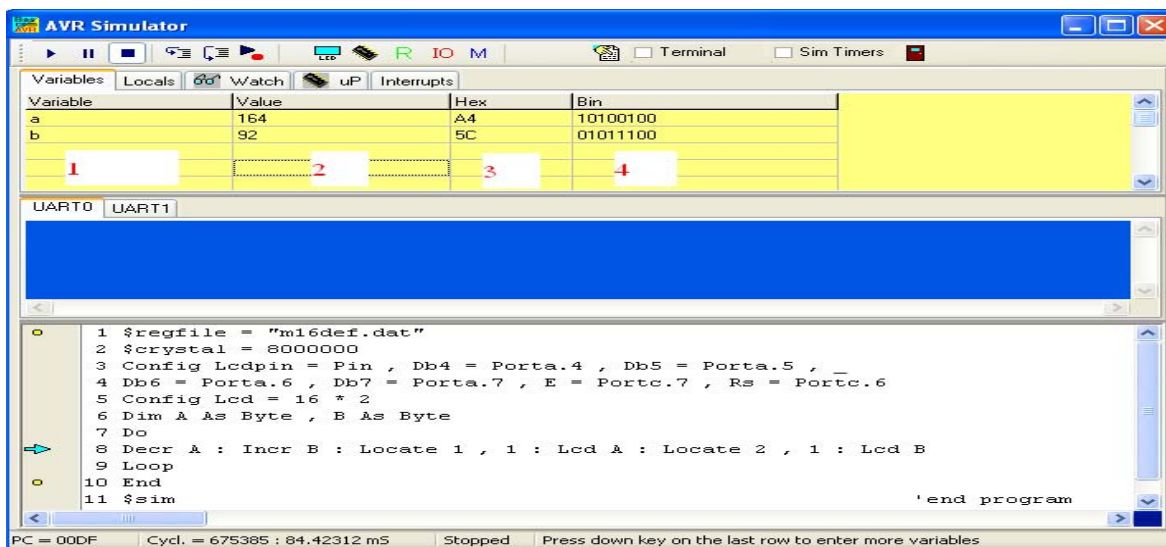 AVR Simulator
LCD R IO M Terminal Sim Timers
Variables Locals Watch uP Interrupts
Variable Value Hex Bin
a 164 A4 10100100
b 92 5C 01011100
1 2 3 4
UART0 UART1
1 $regfile = "m16def.dat"
2 $crystal = 8000000
3 Config Lcdpin = Pin , Db4 = Porta.4 , Db5 = Porta.5 , _
4 Db6 = Porta.6 , Db7 = Porta.7 , E = Portc.7 , Rs = Portc.6
5 Config Lcd = 16 * 2
6 Dim A As Byte , B As Byte
7 Do
8 Decr A : Incr B : Locate 1 , 1 : Lcd A : Locate 2 , 1 : Lcd B
9 Loop
10 End
11 $sim 'end program
PC = 00DF Cycl. = 675385 : 84.42312 mS Stopped Press down key on the last row to enter more variables